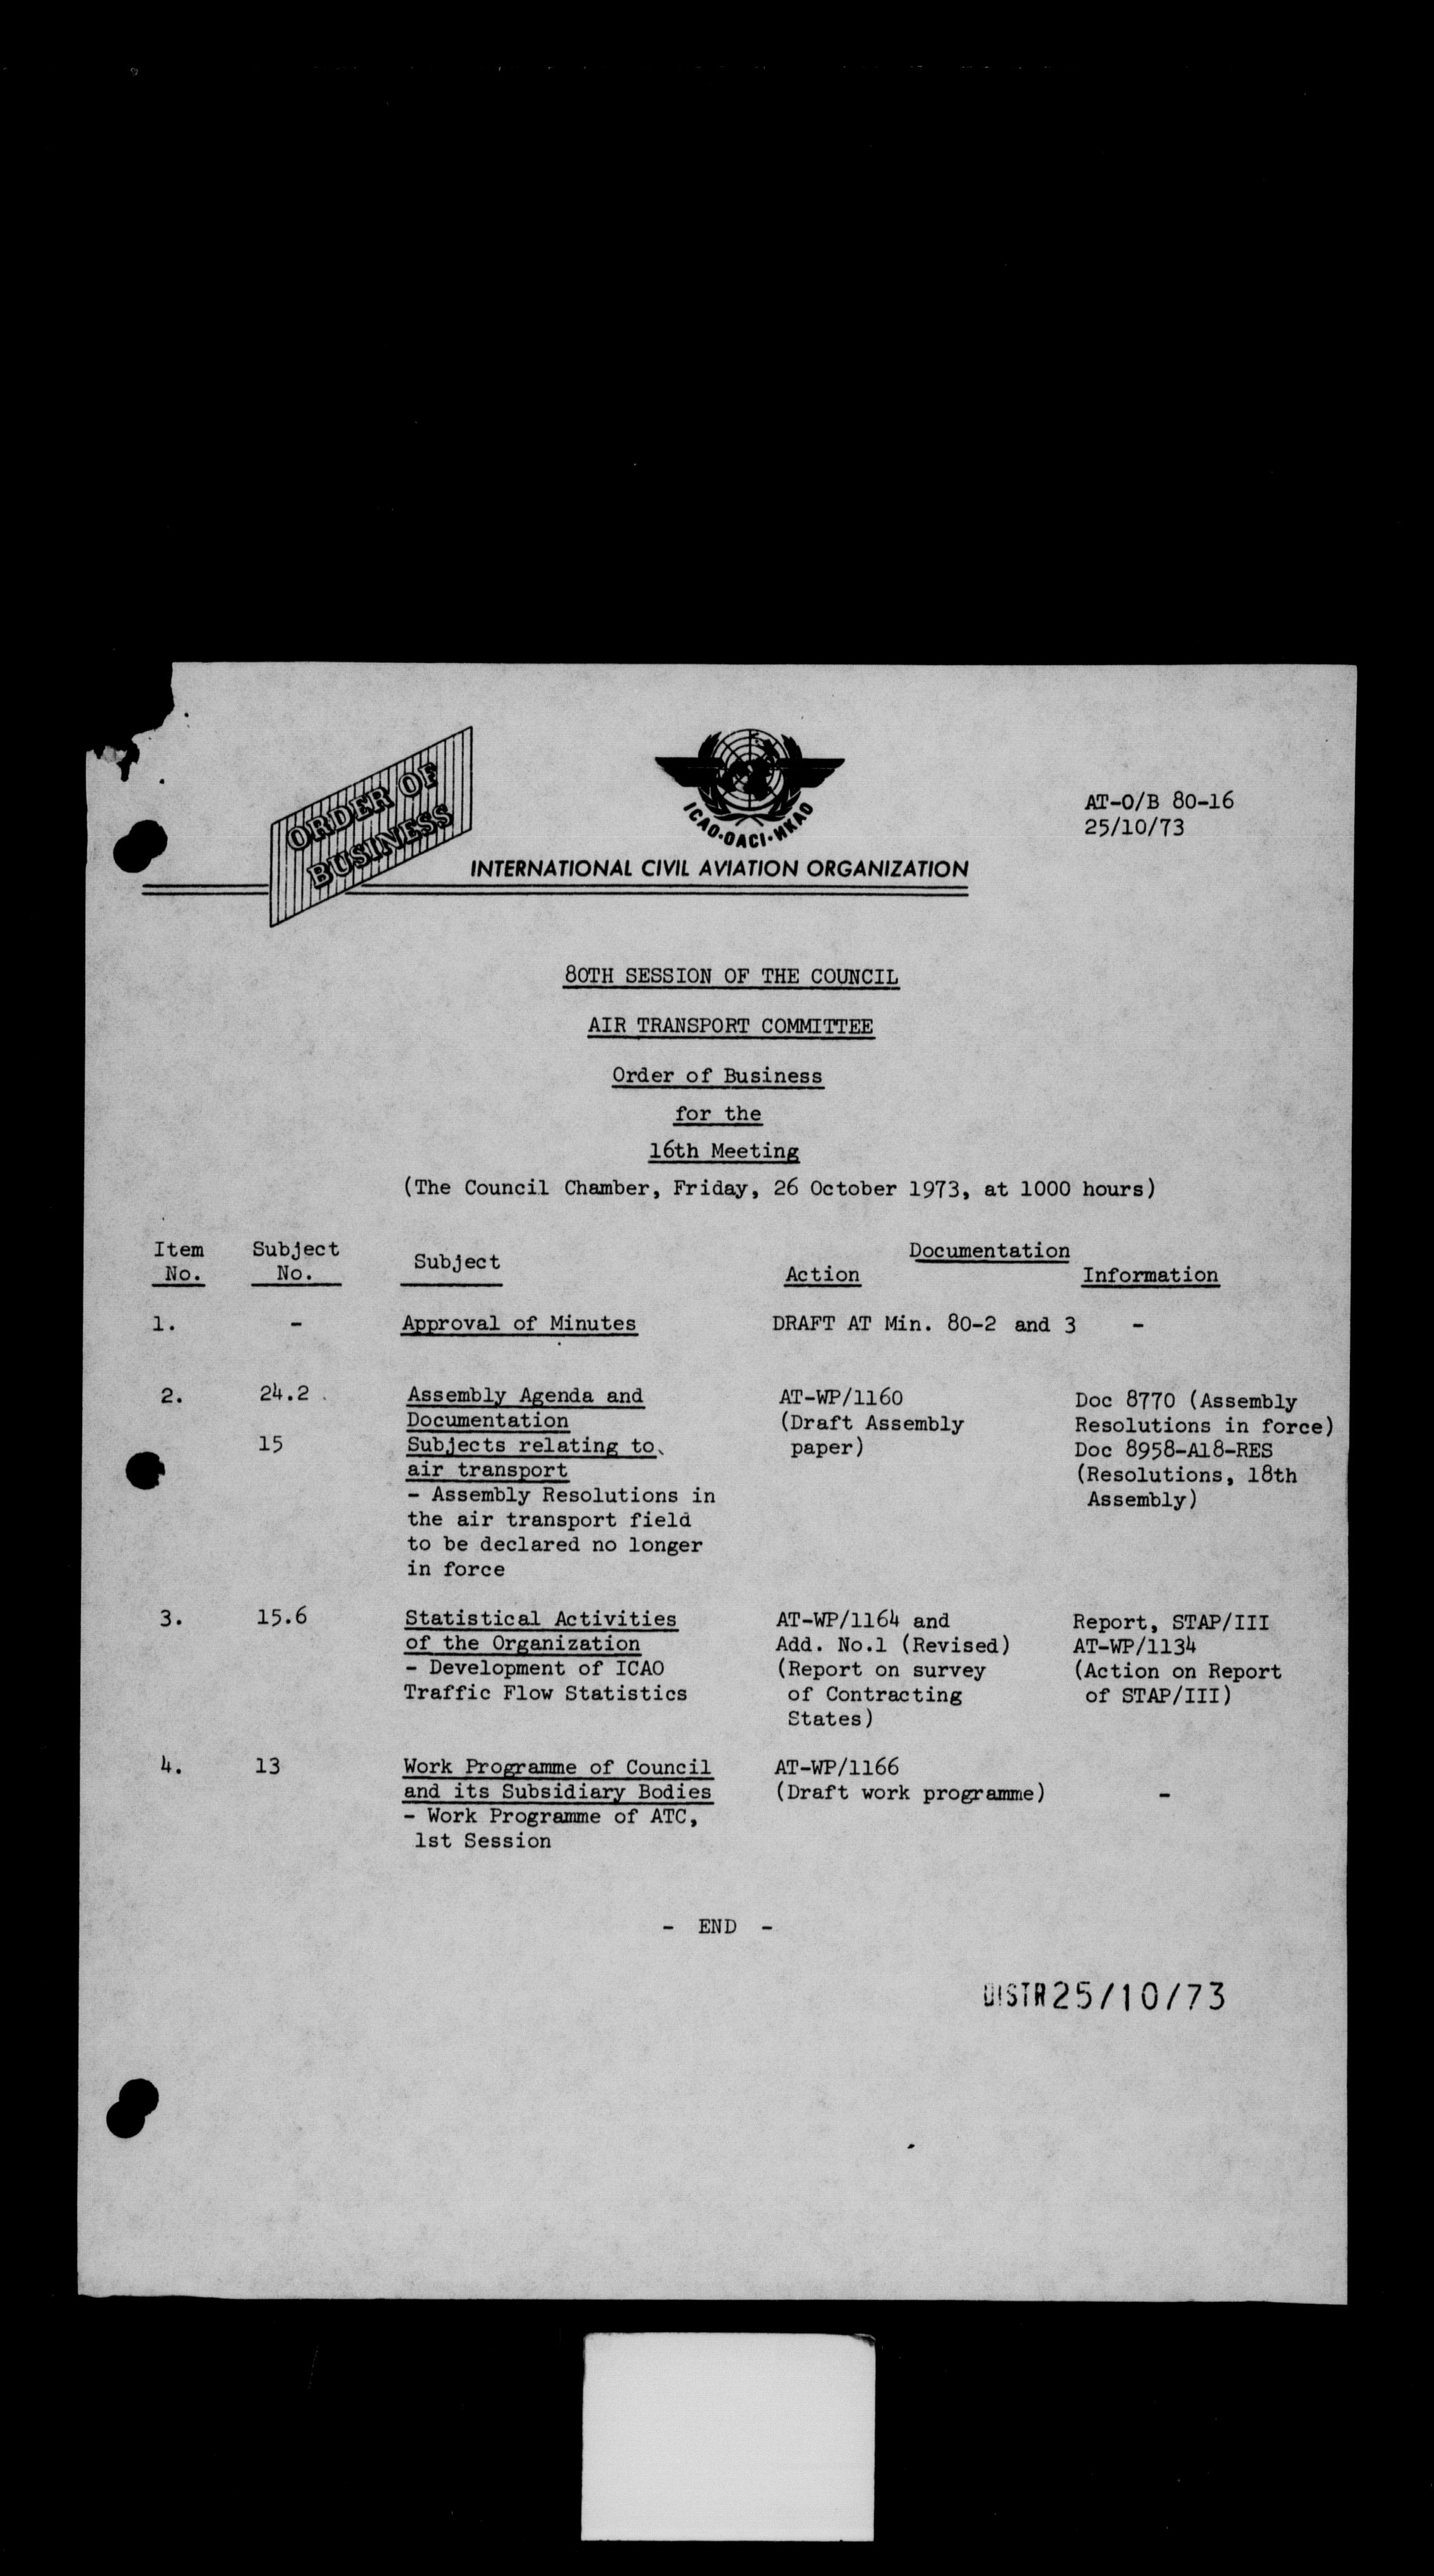 ORDER OF
BUSINESS
ICAO·OACI·ИКАО
INTERNATIONAL CIVIL AVIATION ORGANIZATION
AT-O/B 80-16
25/10/73
80TH SESSION OF THE COUNCIL
AIR TRANSPORT COMMITTEE
Order of Business
for the
16th Meeting
(The Council Chamber, Friday, 26 October 1973, at 1000 hours)
Item No. Subject No. Subject Documentation
Action Information
1. - Approval of Minutes DRAFT AT Min. 80-2 and 3 -
2. 24.2 Assembly Agenda and AT-WP/1160 Doc 8770 (Assembly
Documentation (Draft Assembly Resolutions in force)
15 Subjects relating to paper) Doc 8958-A18-RES
air transport (Resolutions, 18th
- Assembly Resolutions in Assembly)
the air transport field
to be declared no longer
in force
3. 15.6 Statistical Activities AT-WP/1164 and Report, STAP/III
of the Organization Add. No.1 (Revised) AT-WP/1134
- Development of ICAO (Report on survey (Action on Report
Traffic Flow Statistics of Contracting of STAP/III)
States)
4. 13 Work Programme of Council AT-WP/1166
and its Subsidiary Bodies (Draft work programme) -
- Work Programme of ATC,
1st Session
- END -
DISTR 25/10/73